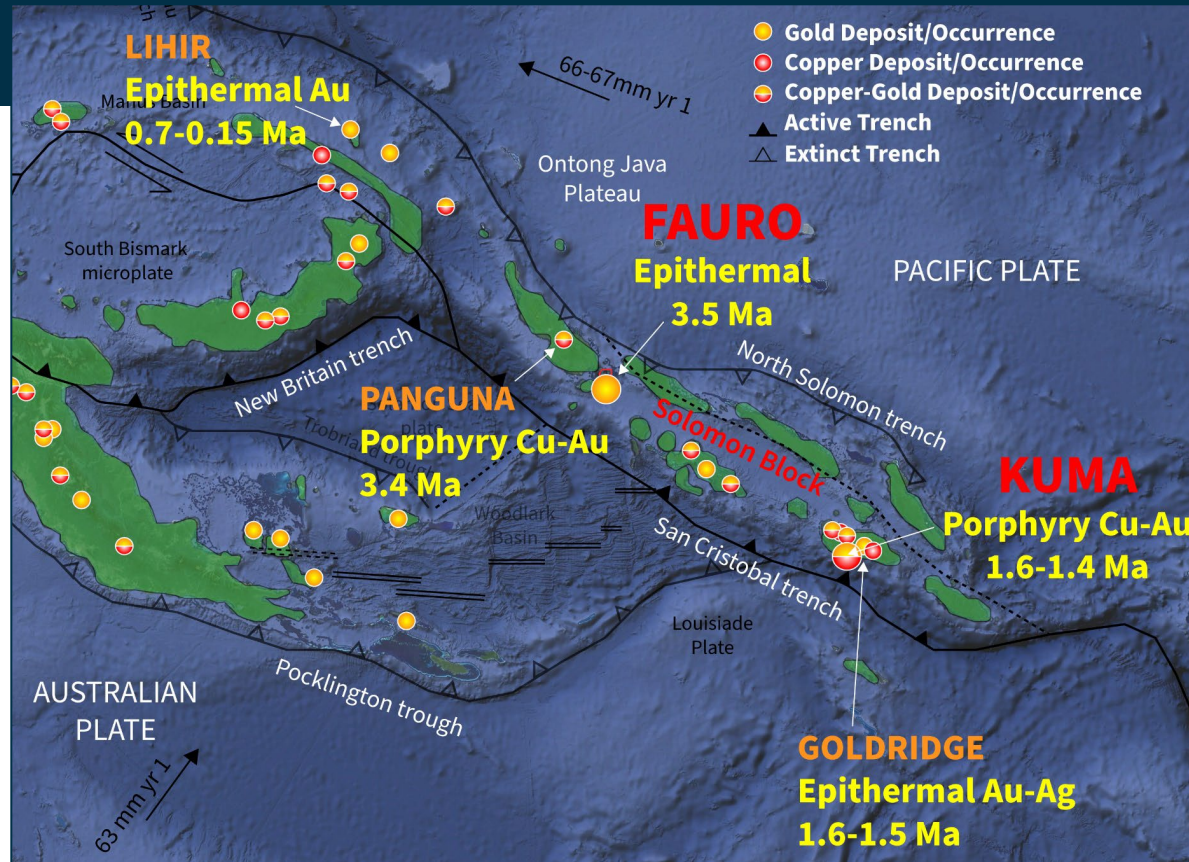 LIHIR
Epithermal Au
0.7-0.15 Ma
Manus Basin
66-67mm yr 1
Gold Deposit/Occurrence
Copper Deposit/Occurrence
Copper-Gold Deposit/Occurrence
Active Trench
Extinct Trench
Ontong Java
Plateau
FAURO
Epithermal
3.5 Ma
South Bismark
microplate
PACIFIC PLATE
New Britain trench
North Solomon
trench
PANGUNA
Porphyry Cu-Au
3.4 Ma
Trobriand trough
Solomon Block
KUMA
Porphyry Cu-Au
1.6-1.4 Ma
Woodlark
Basin
San Cristobal trench
Louisiade
Plate
Pocklington trough
AUSTRALIAN
PLATE
63 mm yr 1
GOLDRIDGE
Epithermal Au-Ag
1.6-1.5 Ma